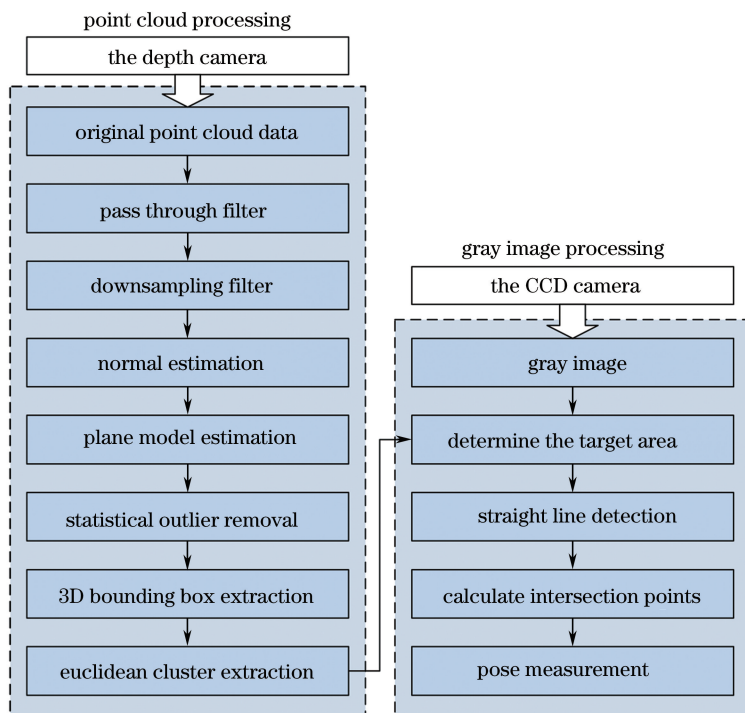 point cloud processing
the depth camera
original point cloud data
pass through filter
downsampling filter
normal estimation
plane model estimation
statistical outlier removal
3D bounding box extraction
euclidean cluster extraction
gray image processing
the CCD camera
gray image
determine the target area
straight line detection
calculate intersection points
pose measurement